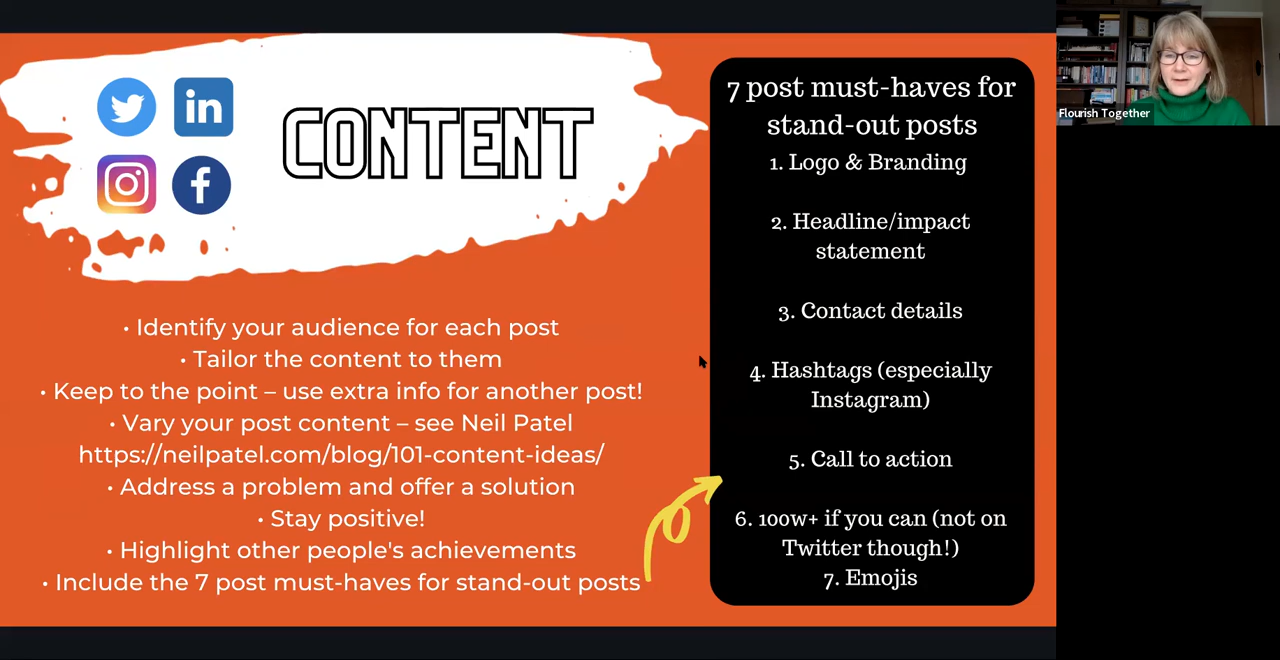 in
f
CONTENT
• Identify your audience for each post
• Tailor the content to them
• Keep to the point – use extra info for another post!
• Vary your post content – see Neil Patel
https://neilpatel.com/blog/101-content-ideas/
• Address a problem and offer a solution
• Stay positive!
• Highlight other people's achievements
• Include the 7 post must-haves for stand-out posts
7 post must-haves for
stand-out posts
1. Logo & Branding
2. Headline/impact
statement
3. Contact details
4. Hashtags (especially
Instagram)
5. Call to action
6. 100w+ if you can (not on
Twitter though!)
7. Emojis
Flourish Together